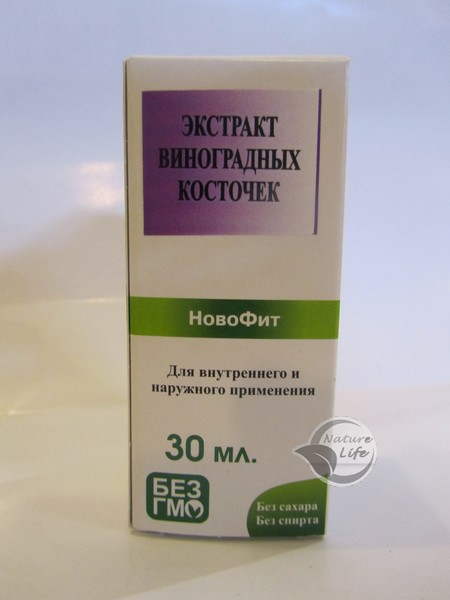 ЭКСТРАКТ
ВИНОГРАДНЫХ
КОСТОЧЕК
НовоФит
Для внутреннего и
наружного применения
30 мл.
БЕЗ
ГМО
Nature
Life
Без сахара
Без спирта